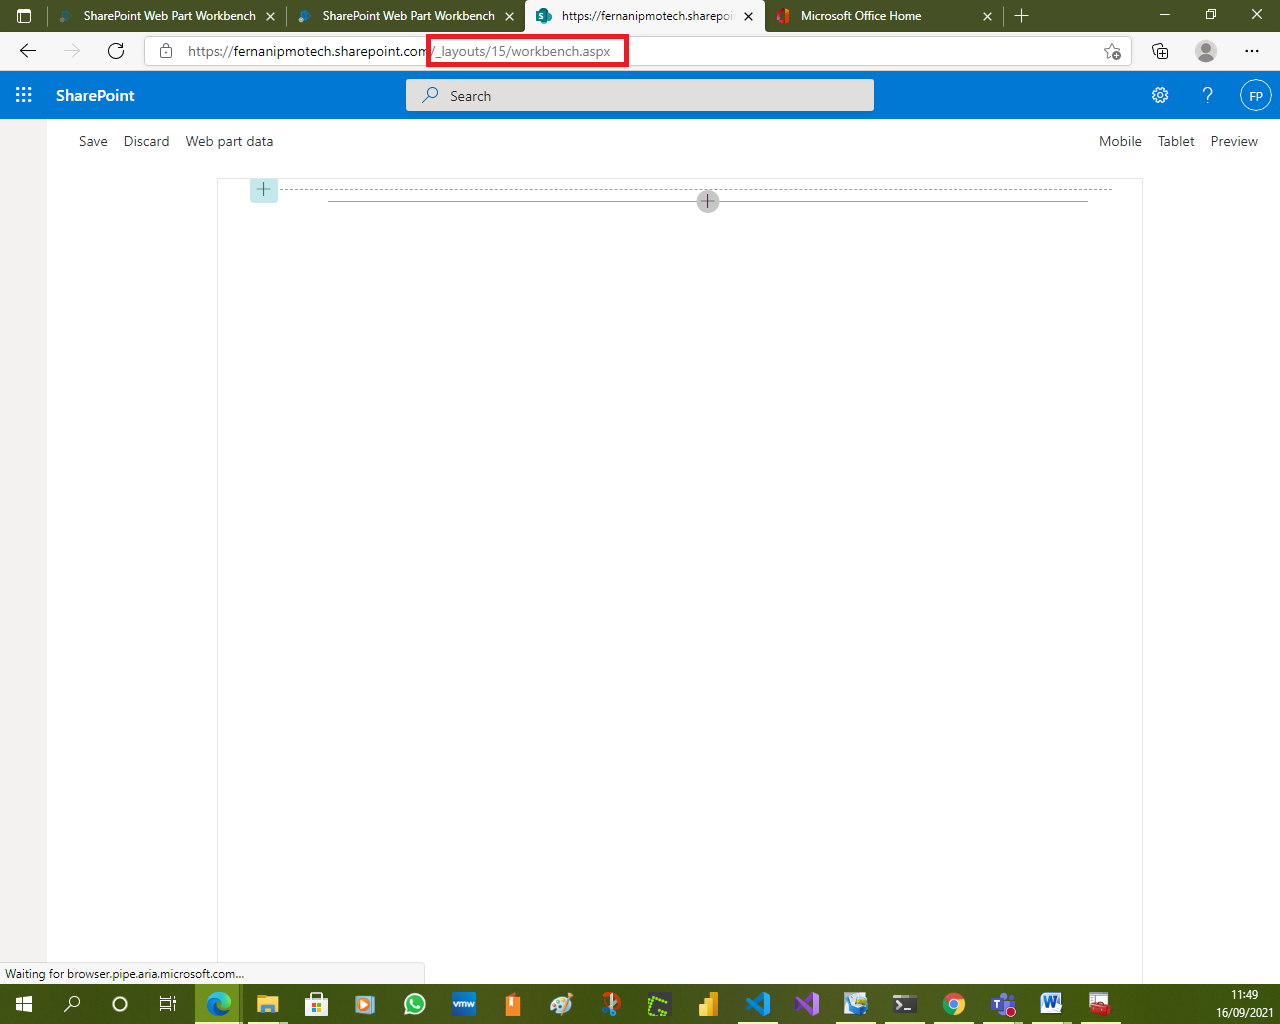 SharePoint Web Part Workbench
SharePoint Web Part Workbench
https://fernanipmotech.sharepoi
Microsoft Office Home
https://fernanipmotech.sharepoint.com/_layouts/15/workbench.aspx
SharePoint
Search
FP
Save
Discard
Web part data
Mobile
Tablet
Preview
Waiting for browser.pipe.aria.microsoft.com...
vmw
11:49
16/09/2021